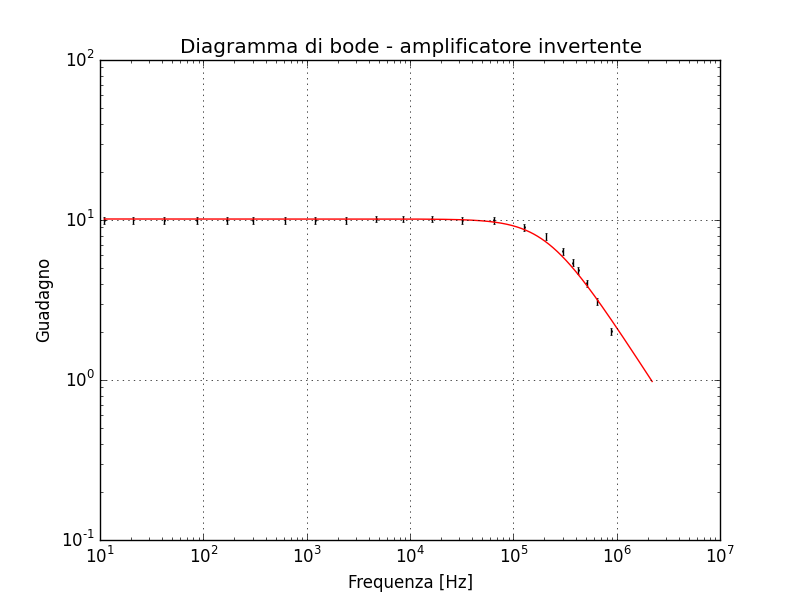 Diagramma di bode - amplificatore invertente
10^2
10^1
10^0
10^-1
Guadagno
10^1 10^2 10^3 10^4 10^5 10^6 10^7
Frequenza [Hz]